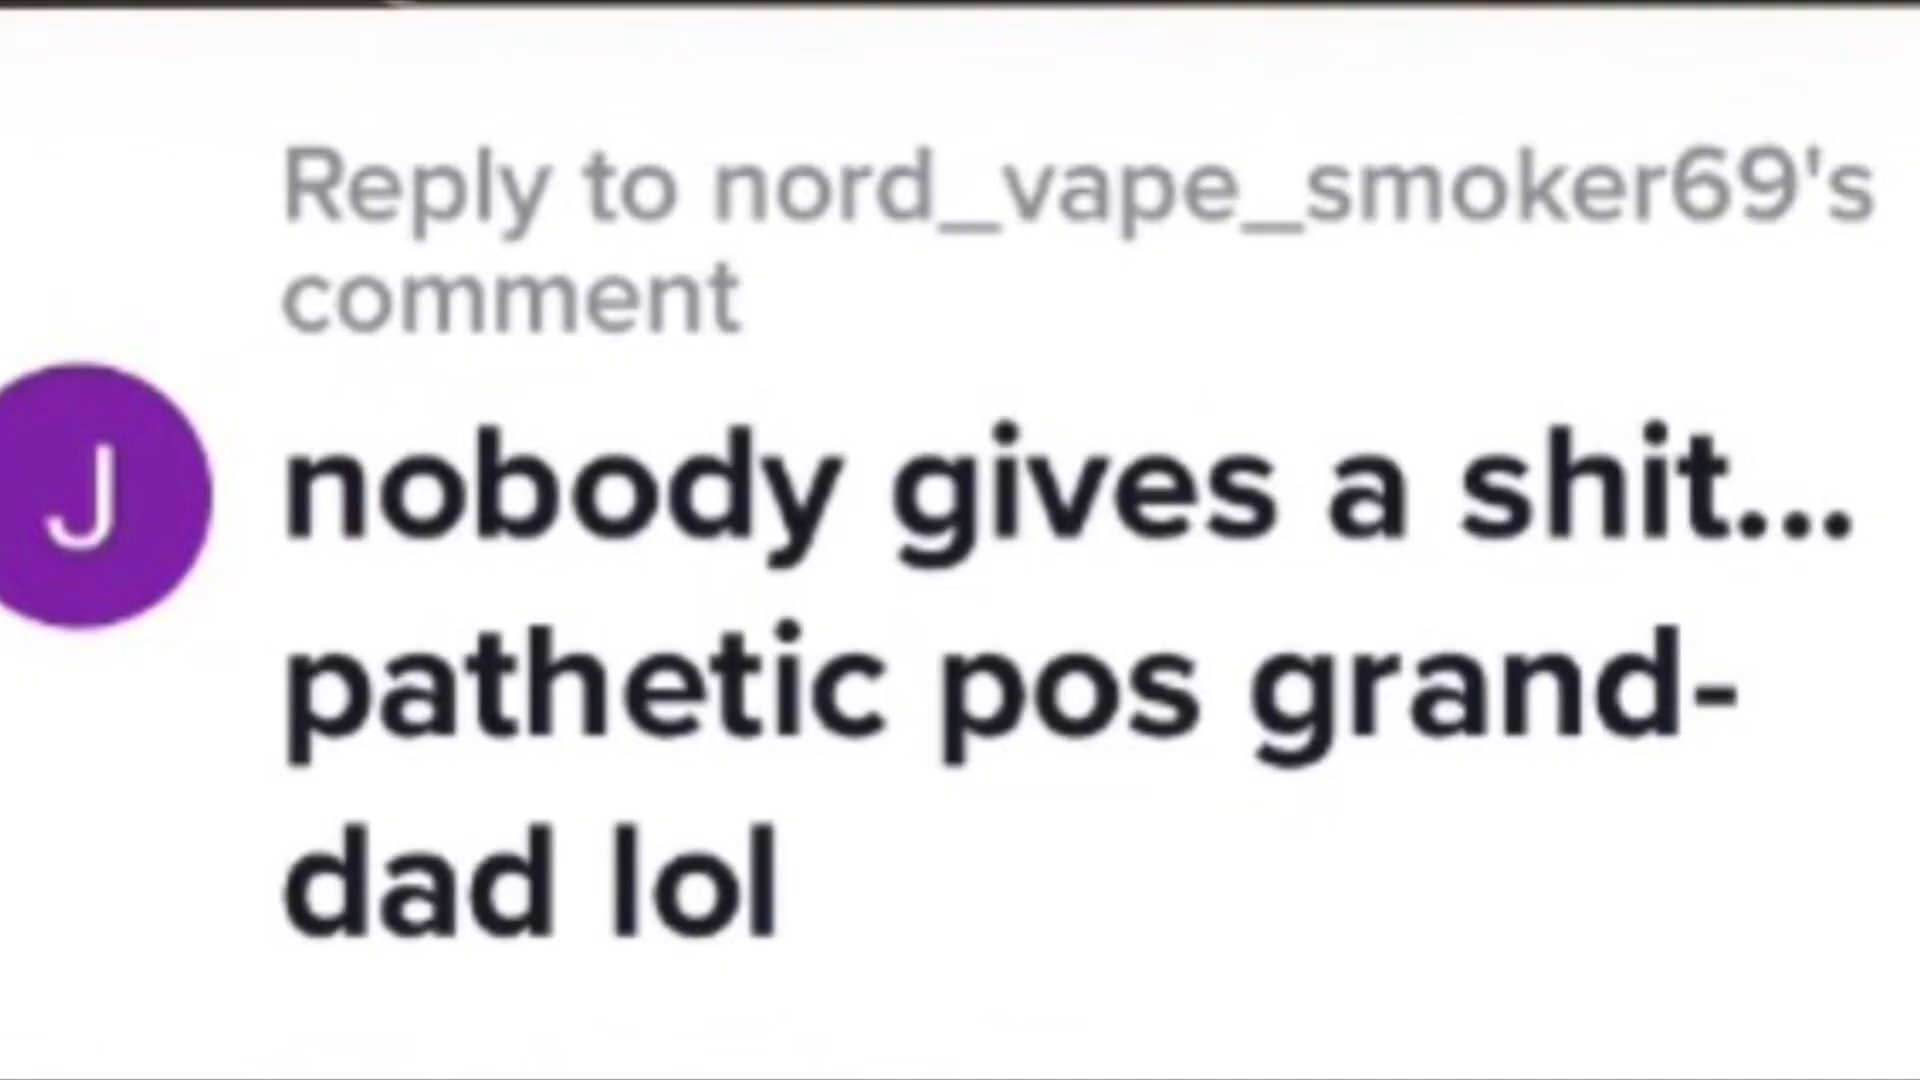 Reply to nord_vape_smoker69's
comment
J
nobody gives a shit...
pathetic pos grand-
dad lol